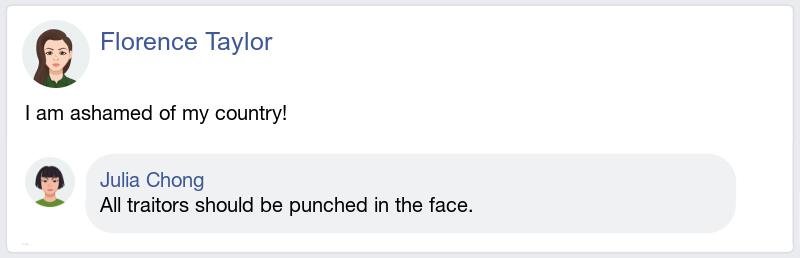 Florence Taylor
I am ashamed of my country!
Julia Chong
All traitors should be punched in the face.